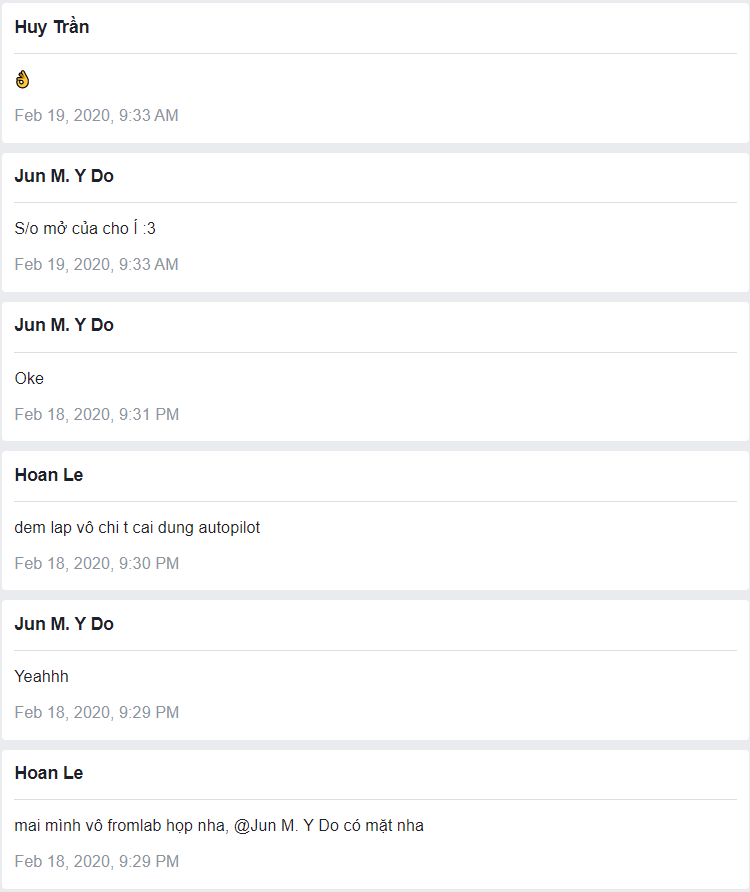 Huy Trần
👌
Feb 19, 2020, 9:33 AM
Jun M. Y Do
S/o mở của cho Í :3
Feb 19, 2020, 9:33 AM
Jun M. Y Do
Oke
Feb 18, 2020, 9:31 PM
Hoan Le
dem lap vô chi t cai dung autopilot
Feb 18, 2020, 9:30 PM
Jun M. Y Do
Yeahhh
Feb 18, 2020, 9:29 PM
Hoan Le
mai mình vô fromlab họp nha, @Jun M. Y Do có mặt nha
Feb 18, 2020, 9:29 PM